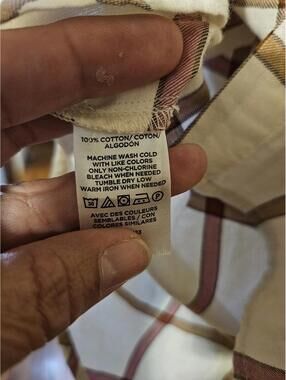 100% COTTON/ COTON/
ALGODÓN
MACHINE WASH COLD
WITH LIKE COLORS
ONLY NON-CHLORINE
BLEACH WHEN NEEDED
TUMBLE DRY LOW
WARM IRON WHEN NEEDED
AVEC DES COULEURS
SEMBLABLES / CON
COLORES SIMILARES